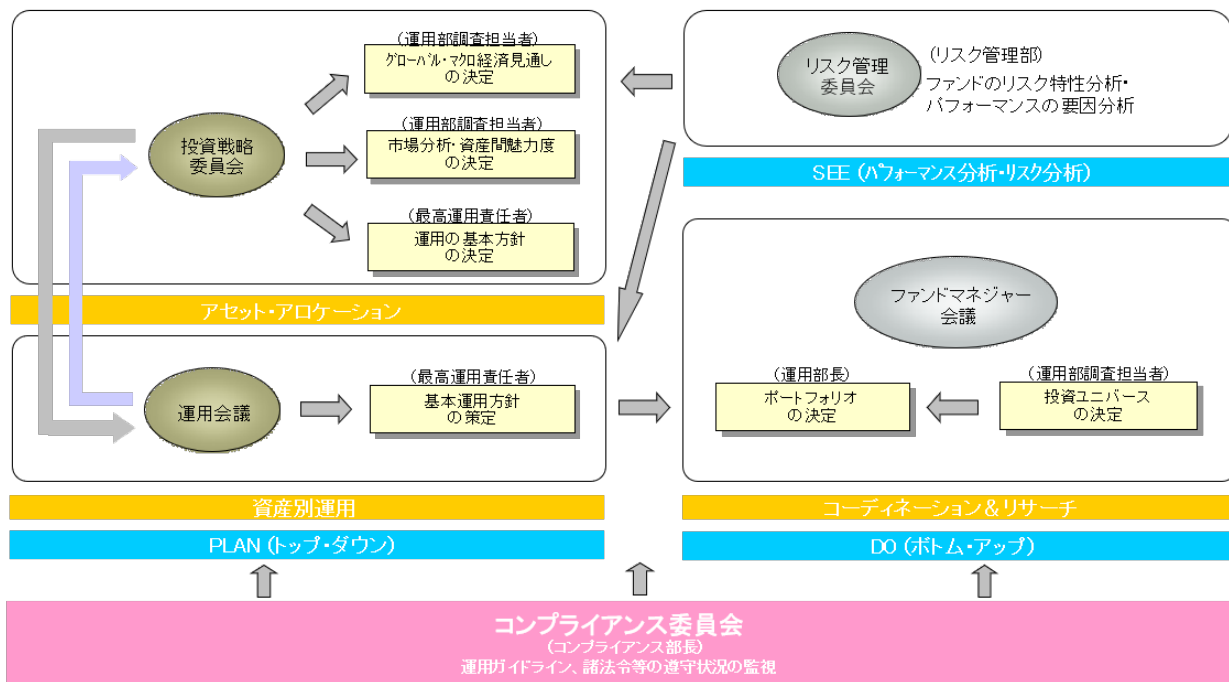 (運用部調査担当者)
グローバル・マクロ経済見通し
の決定
投資戦略
委員会
(運用部調査担当者)
市場分析・資産間魅力度
の決定
(最高運用責任者)
運用の基本方針
の決定
アセット・アロケーション
リスク管理
委員会
(リスク管理部)
ファンドのリスク特性分析・
パフォーマンスの要因分析
SEE (パフォーマンス分析・リスク分析)
運用会議
(最高運用責任者)
基本運用方針
の策定
資産別運用
PLAN (トップ・ダウン)
ファンドマネジャー
会議
(運用部長)
ポートフォリオ
の決定
(運用部調査担当者)
投資ユニバース
の決定
コーディネーション＆リサーチ
DO (ボトム・アップ)
コンプライアンス委員会
(コンプライアンス部長)
運用ガイドライン、諸法令等の遵守状況の監視